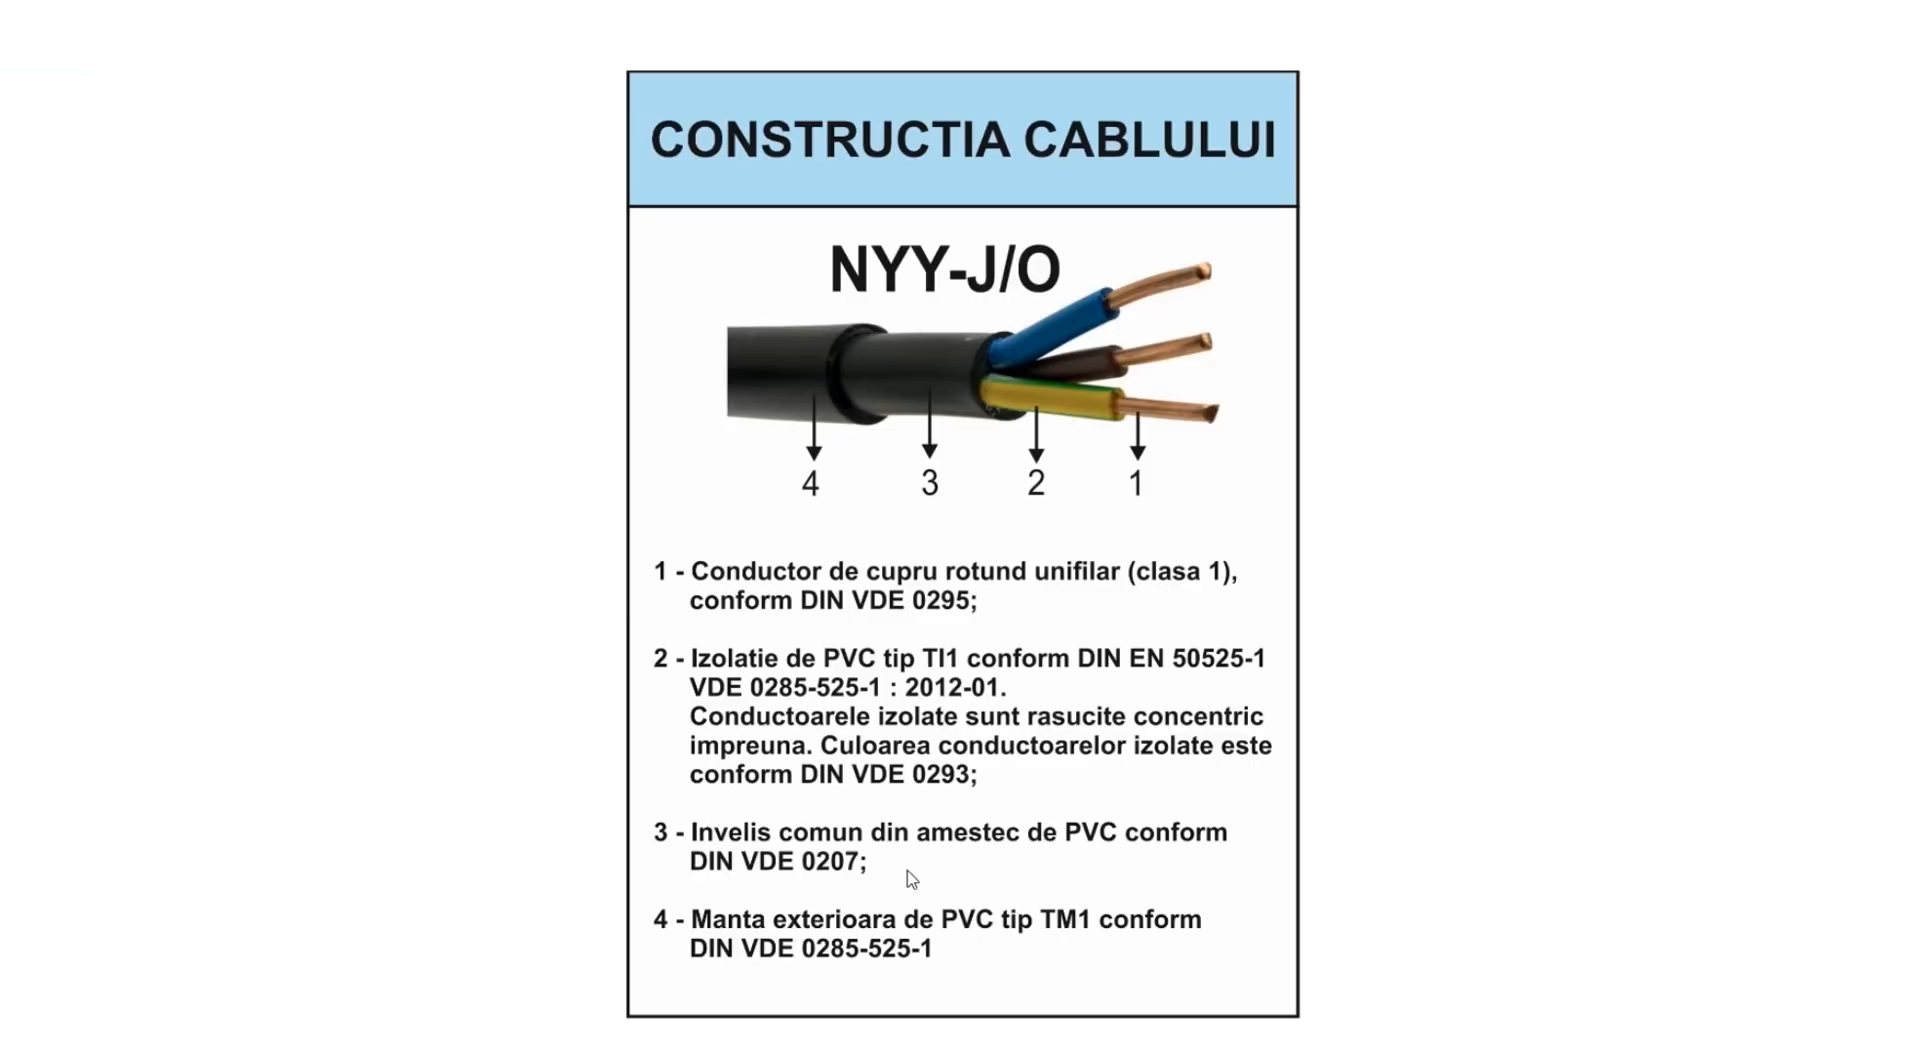 CONSTRUCTIA CABLULUI
NYY-J/O
4 3 2 1
1 - Conductor de cupru rotund unifilar (clasa 1),
conform DIN VDE 0295;
2 - Izolatie de PVC tip TI1 conform DIN EN 50525-1
VDE 0285-525-1 : 2012-01.
Conductoarele izolate sunt rasucite concentric
impreuna. Culoarea conductoarelor izolate este
conform DIN VDE 0293;
3 - Invelis comun din amestec de PVC conform
DIN VDE 0207;
4 - Manta exterioara de PVC tip TM1 conform
DIN VDE 0285-525-1